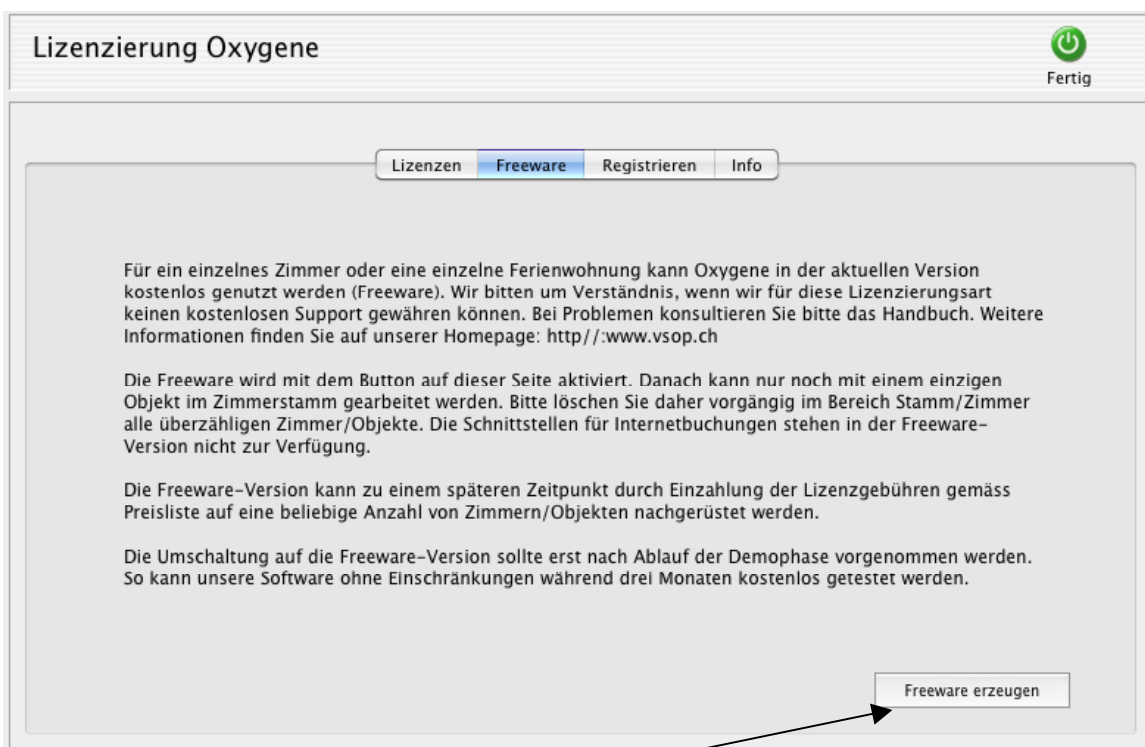 Lizenzierung Oxygene
Fertig
Lizenzen Freeware Registrieren Info
Für ein einzelnes Zimmer oder eine einzelne Ferienwohnung kann Oxygene in der aktuellen Version
kostenlos genutzt werden (Freeware). Wir bitten um Verständnis, wenn wir für diese Lizenzierungsart
keinen kostenlosen Support gewähren können. Bei Problemen konsultieren Sie bitte das Handbuch. Weitere
Informationen finden Sie auf unserer Homepage: http//:www.vsop.ch
Die Freeware wird mit dem Button auf dieser Seite aktiviert. Danach kann nur noch mit einem einzigen
Objekt im Zimmerstamm gearbeitet werden. Bitte löschen Sie daher vorgängig im Bereich Stamm/Zimmer
alle überzähligen Zimmer/Objekte. Die Schnittstellen für Internetbuchungen stehen in der Freeware-
Version nicht zur Verfügung.
Die Freeware-Version kann zu einem späteren Zeitpunkt durch Einzahlung der Lizenzgebühren gemäss
Preisliste auf eine beliebige Anzahl von Zimmern/Objekten nachgerüstet werden.
Die Umschaltung auf die Freeware-Version sollte erst nach Ablauf der Demophase vorgenommen werden.
So kann unsere Software ohne Einschränkungen während drei Monaten kostenlos getestet werden.
Freeware erzeugen